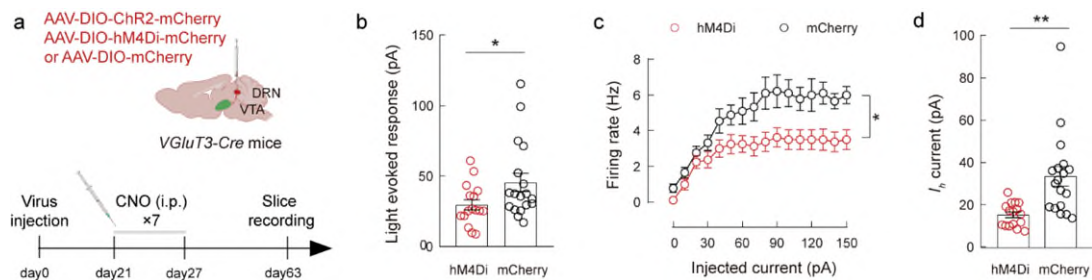 a
AAV-DIO-ChR2-mCherry
AAV-DIO-hM4Di-mCherry
or AAV-DIO-mCherry
DRN
VTA
VGluT3-Cre mice
Virus
injection
CNO (i.p.)
×7
Slice
recording
day0
day21
day27
day63
b
Light evoked response (pA)
150
100
50
0
*
hM4Di
mCherry
c
hM4Di
mCherry
Firing rate (Hz)
8
6
4
2
0
*
0
30
60
90
120
150
Injected current (pA)
d
Ih current (pA)
100
80
60
40
20
0
**
hM4Di
mCherry